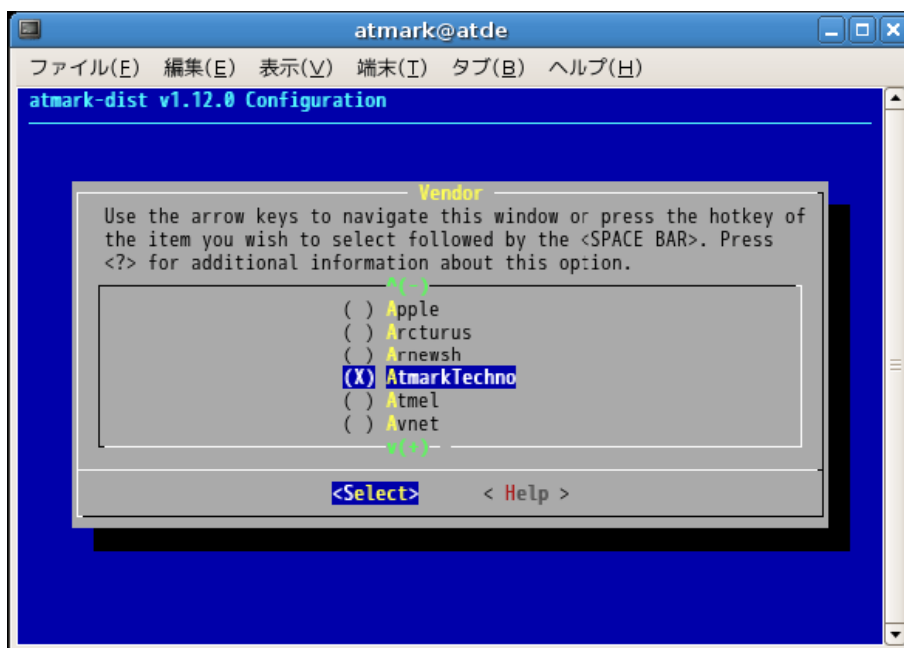 atmark@atde
ファイル(F) 編集(E) 表示(V) 端末(T) タブ(B) ヘルプ(H)
atmark-dist v1.12.0 Configuration
Vendor
Use the arrow keys to navigate this window or press the hotkey of
the item you wish to select followed by the <SPACE BAR>. Press
<?> for additional information about this option.
^(-)
( ) Apple
( ) Arcturus
( ) Arnewsh
(X) AtmarkTechno
( ) Atmel
( ) Avnet
v(+)
<Select> < Help >